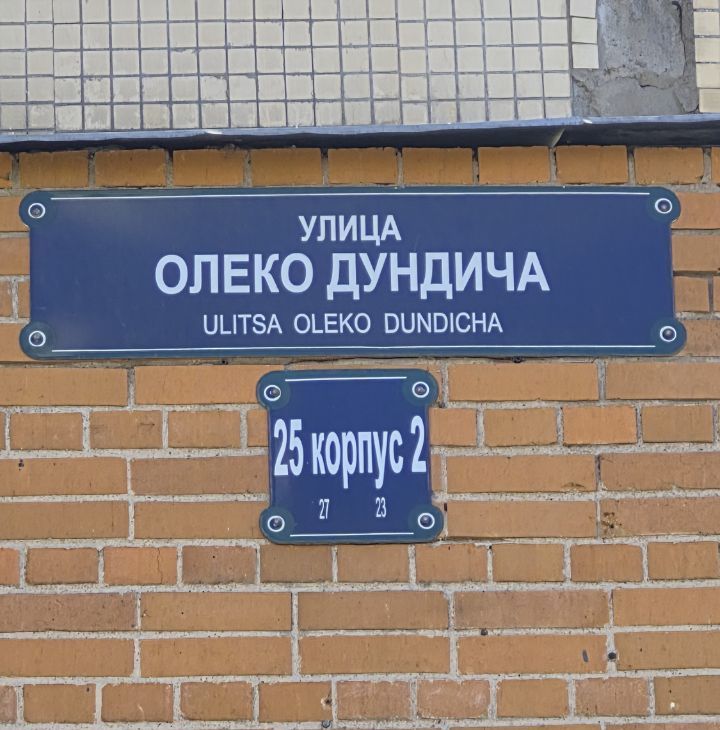 УЛИЦА
ОЛЕКО ДУНДИЧА
ULITSA OLEKO DUNDICHA
25 корпус 2
27 23